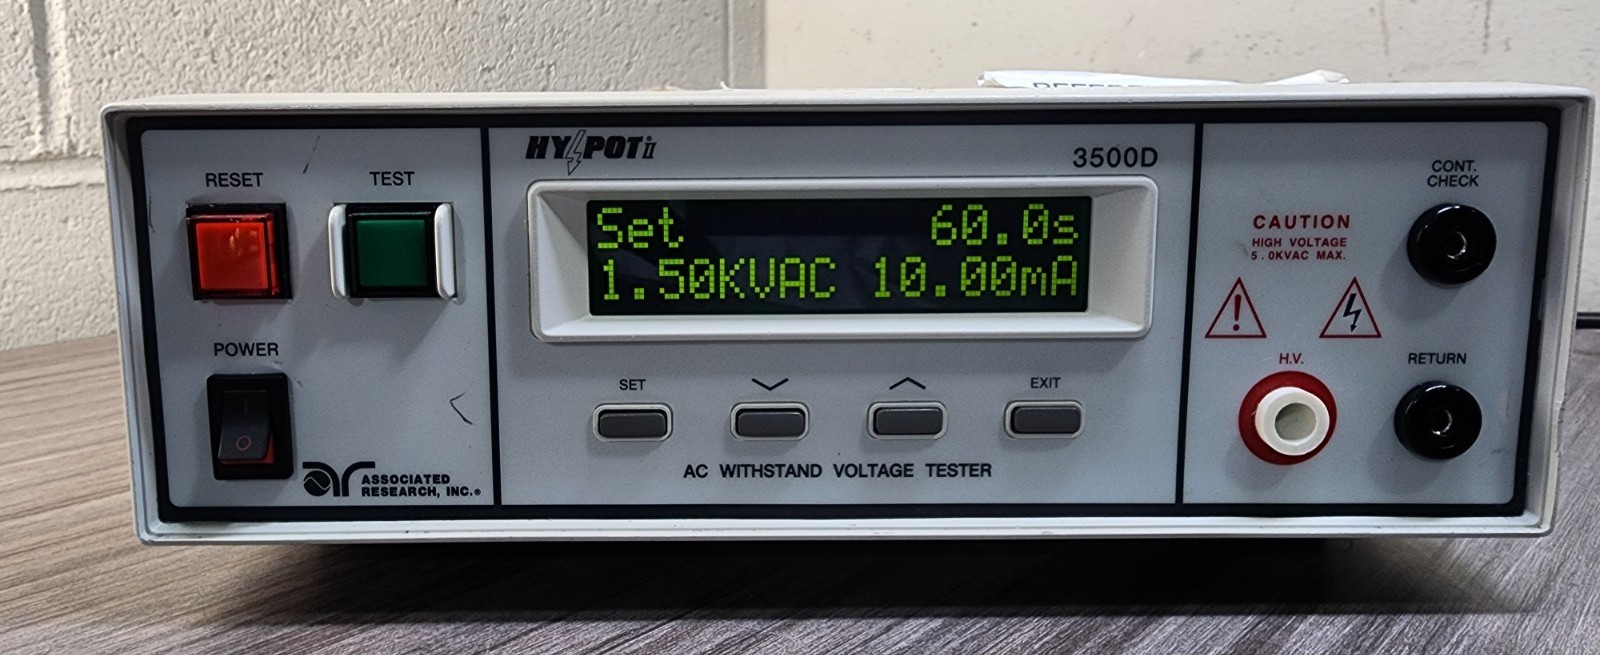 RESET
TEST
POWER
ASSOCIATED
RESEARCH, INC.®
HYPOT II
3500D
Set 60.0s
1.50KVAC 10.00mA
SET
EXIT
AC WITHSTAND VOLTAGE TESTER
CAUTION
HIGH VOLTAGE
5.0KVAC MAX.
CONT.
CHECK
H.V.
RETURN